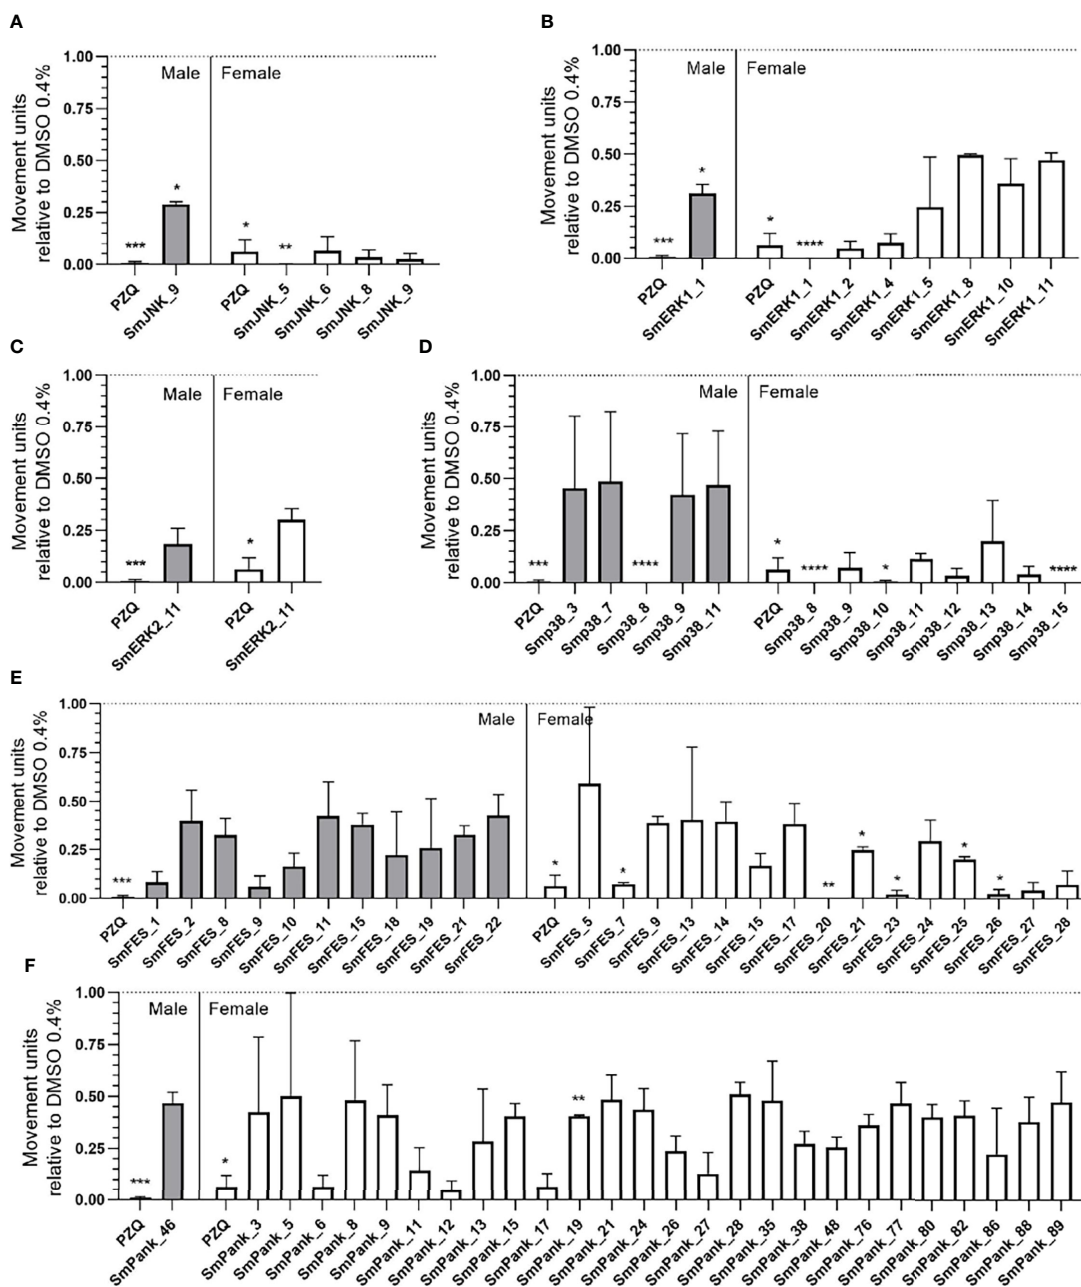 A
Movement units
relative to DMSO 0.4%
1.00
0.75
0.50
0.25
0.00
Male
Female
***
*
*
**
PZQ
SmJNK_9
PZQ
SmJNK_5
SmJNK_6
SmJNK_8
SmJNK_9
B
Movement units
relative to DMSO 0.4%
1.00
0.75
0.50
0.25
0.00
Male
Female
***
*
*
****
PZQ
SmERK1_1
PZQ
SmERK1_1
SmERK1_2
SmERK1_4
SmERK1_5
SmERK1_8
SmERK1_10
SmERK1_11
C
Movement units
relative to DMSO 0.4%
1.00
0.75
0.50
0.25
0.00
Male
Female
***
*
PZQ
SmERK2_11
PZQ
SmERK2_11
D
Movement units
relative to DMSO 0.4%
1.00
0.75
0.50
0.25
0.00
Male
Female
***
****
*
****
*
****
PZQ
Smp38_3
Smp38_7
Smp38_8
Smp38_9
Smp38_11
PZQ
Smp38_8
Smp38_9
Smp38_10
Smp38_11
Smp38_12
Smp38_13
Smp38_14
Smp38_15
E
Movement units
relative to DMSO 0.4%
1.00
0.75
0.50
0.25
0.00
Male
Female
***
*
*
**
*
*
*
*
PZQ
SmFES_1
SmFES_2
SmFES_8
SmFES_9
SmFES_10
SmFES_11
SmFES_15
SmFES_18
SmFES_19
SmFES_21
SmFES_22
PZQ
SmFES_5
SmFES_7
SmFES_9
SmFES_13
SmFES_14
SmFES_15
SmFES_17
SmFES_20
SmFES_21
SmFES_23
SmFES_24
SmFES_25
SmFES_26
SmFES_27
SmFES_28
F
Movement units
relative to DMSO 0.4%
1.00
0.75
0.50
0.25
0.00
Male
Female
***
*
**
PZQ
SmPank_46
PZQ
SmPank_3
SmPank_5
SmPank_6
SmPank_8
SmPank_9
SmPank_11
SmPank_12
SmPank_13
SmPank_15
SmPank_17
SmPank_19
SmPank_21
SmPank_24
SmPank_26
SmPank_27
SmPank_28
SmPank_35
SmPank_38
SmPank_48
SmPank_76
SmPank_77
SmPank_80
SmPank_82
SmPank_86
SmPank_88
SmPank_89